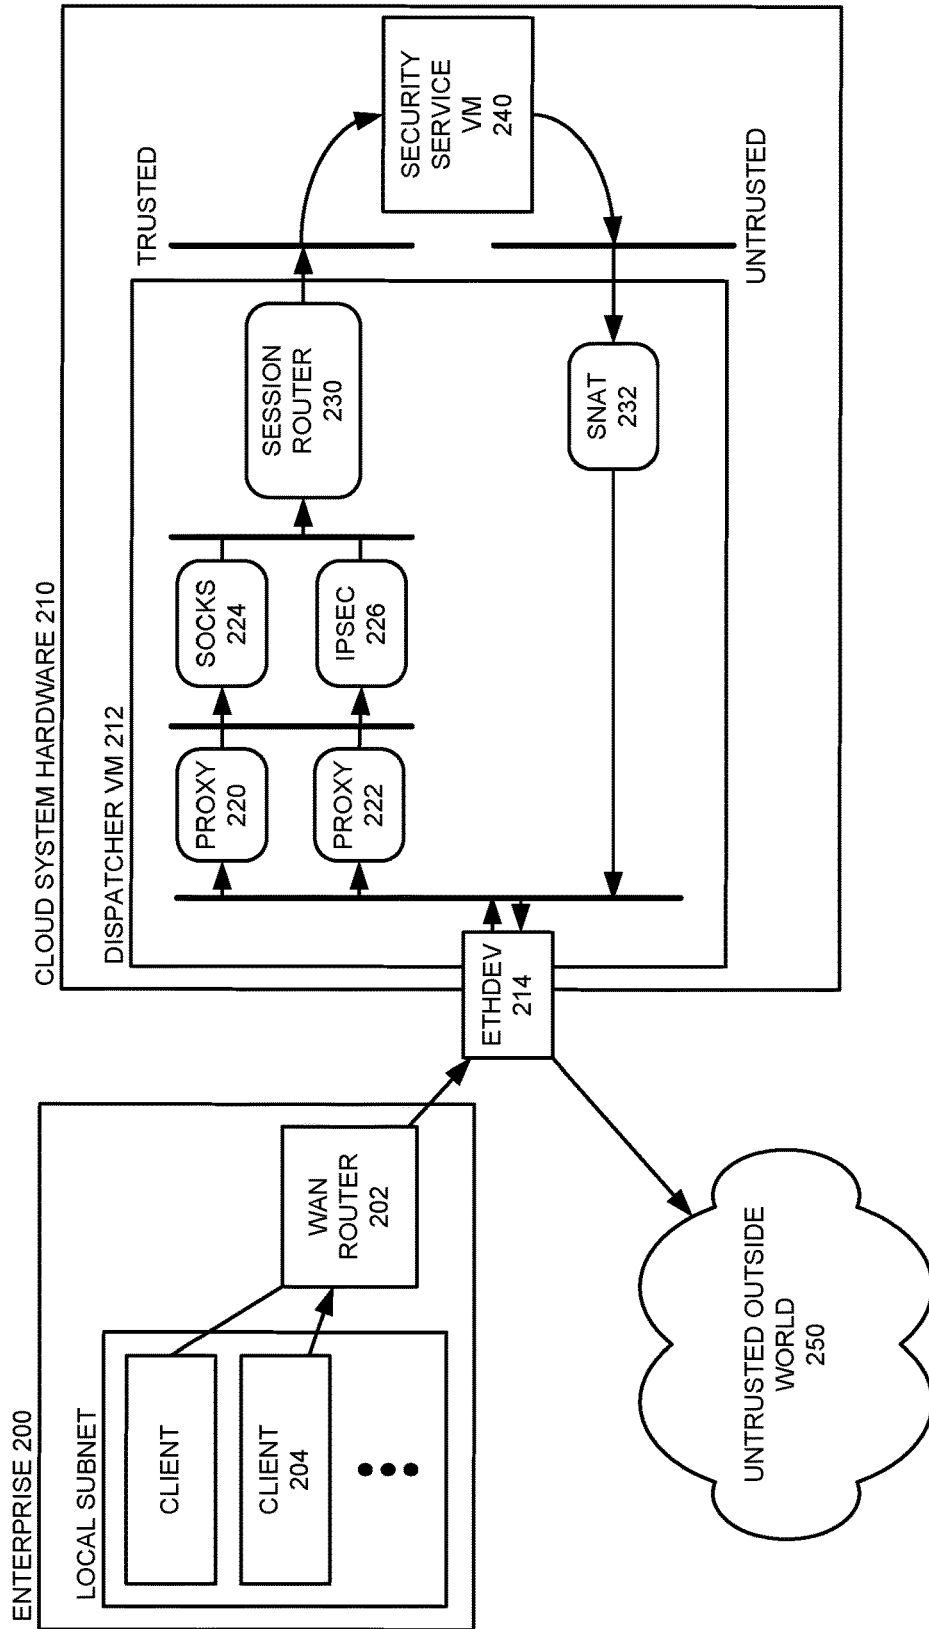 ENTERPRISE 200
LOCAL SUBNET
CLIENT
CLIENT
204
WAN
ROUTER
202
CLOUD SYSTEM HARDWARE 210
DISPATCHER VM 212
ETHDEV
214
PROXY
220
PROXY
222
SOCKS
224
IPSEC
226
SESSION
ROUTER
230
SNAT
232
TRUSTED
UNTRUSTED
SECURITY
SERVICE
VM
240
UNTRUSTED OUTSIDE
WORLD
250